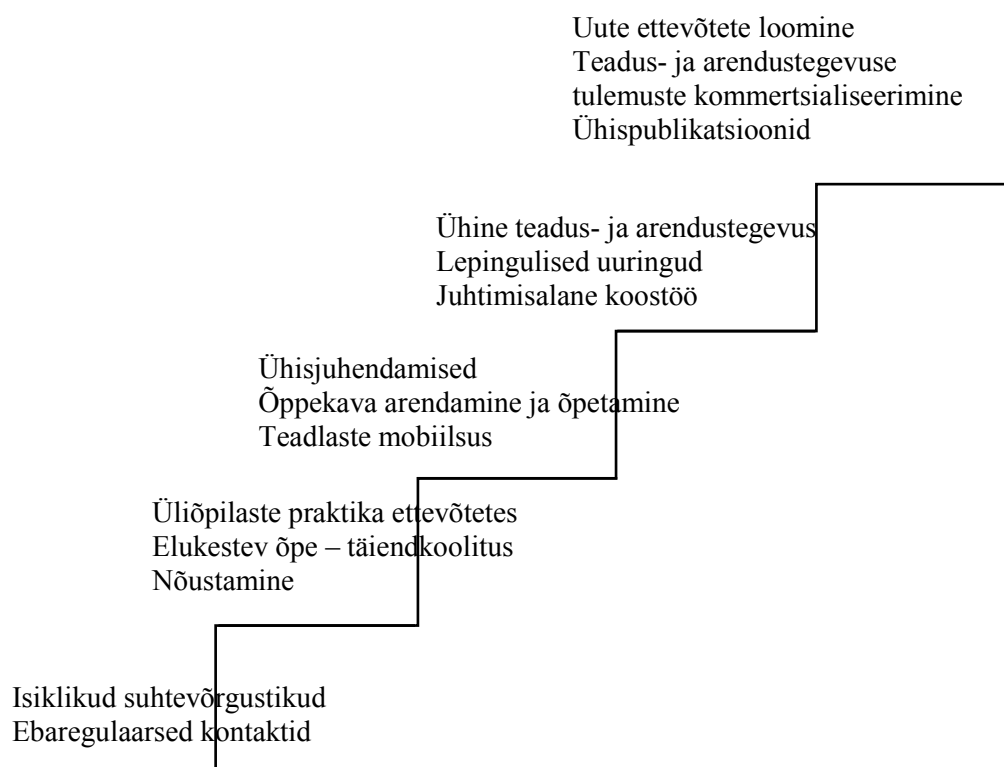 Uute ettevõtete loomine
Teadus- ja arendustegevuse
tulemuste kommertsialiseerimine
Ühispublikatsioonid
Ühine teadus- ja arendustegevus
Lepingulised uuringud
Juhtimisalane koostöö
Ühisjuhendamised
Õppekava arendamine ja õpetamine
Teadlaste mobiilsus
Üliõpilaste praktika ettevõtetes
Elukestev õpe – täiendkoolitus
Nõustamine
Isiklikud suhtevõrgustikud
Ebaregulaarsed kontaktid